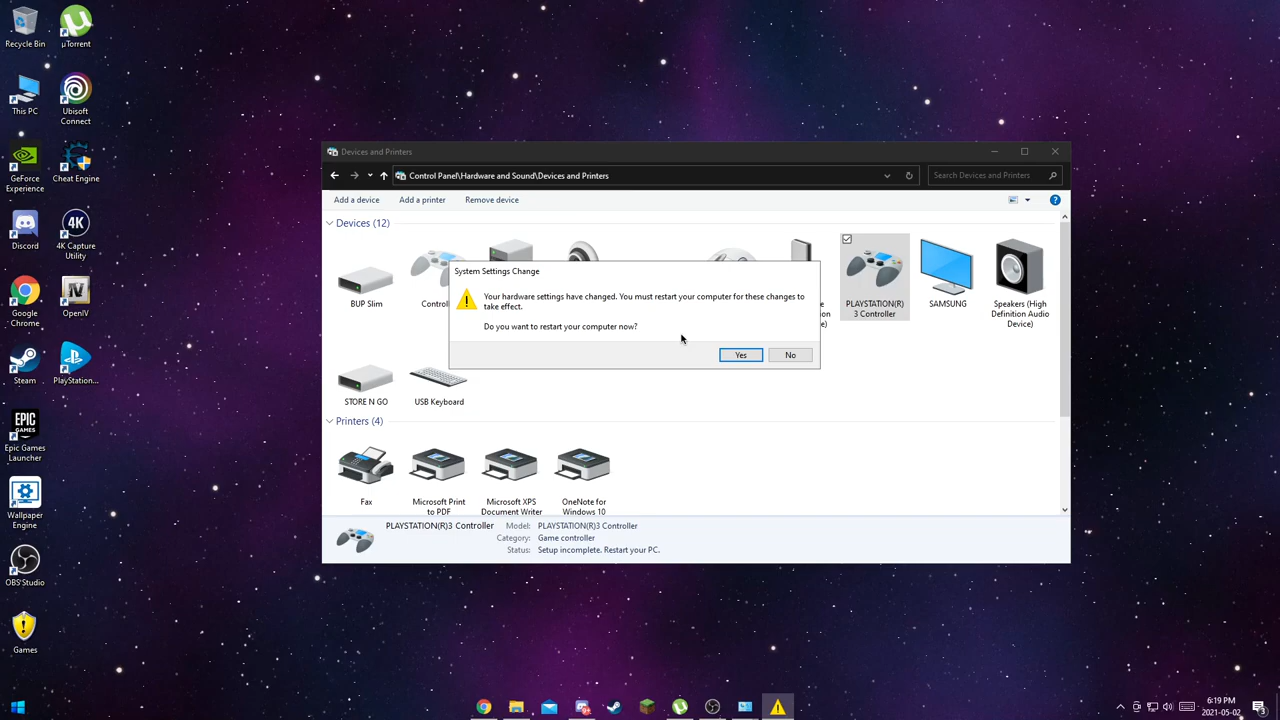 Recycle Bin
µTorrent
This PC
Ubisoft
Connect
GeForce
Experience
Cheat Engine
Discord
4K Capture
Utility
Google
Chrome
OpenIV
Steam
PlayStation...
Epic Games
Launcher
EPIC
GAMES
Wallpaper
Engine
OBS Studio
Games
Devices and Printers
Control Panel\Hardware and Sound\Devices and Printers
Search Devices and Printers
Add a device
Add a printer
Remove device
Devices (12)
BUP Slim
Control
PLAYSTATION(R)
3 Controller
SAMSUNG
Speakers (High
Definition Audio
Device)
System Settings Change
Your hardware settings have changed. You must restart your computer for these changes to
take effect.
Do you want to restart your computer now?
Yes
No
STORE N GO
USB Keyboard
Printers (4)
Fax
Microsoft Print
to PDF
Microsoft XPS
Document Writer
OneNote for
Windows 10
PLAYSTATION(R)3 Controller
Model: PLAYSTATION(R)3 Controller
Category: Game controller
Status: Setup incomplete. Restart your PC.
6:19 PM
2021-05-02